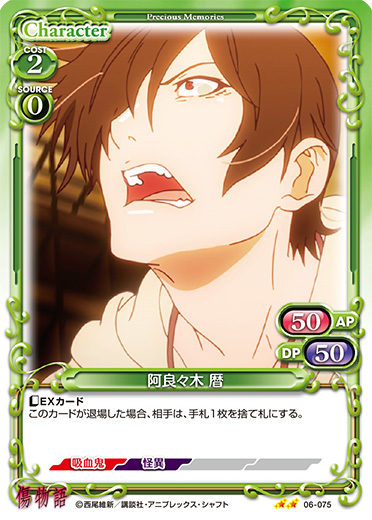 Precious Memories
Character
COST
2
SOURCE
0
50 AP
DP 50
阿良々木 暦
EXカード
このカードが退場した場合、相手は、手札1枚を捨て札にする。
吸血鬼 怪異
傷物語
©西尾維新/講談社・アニプレックス・シャフト
06-075